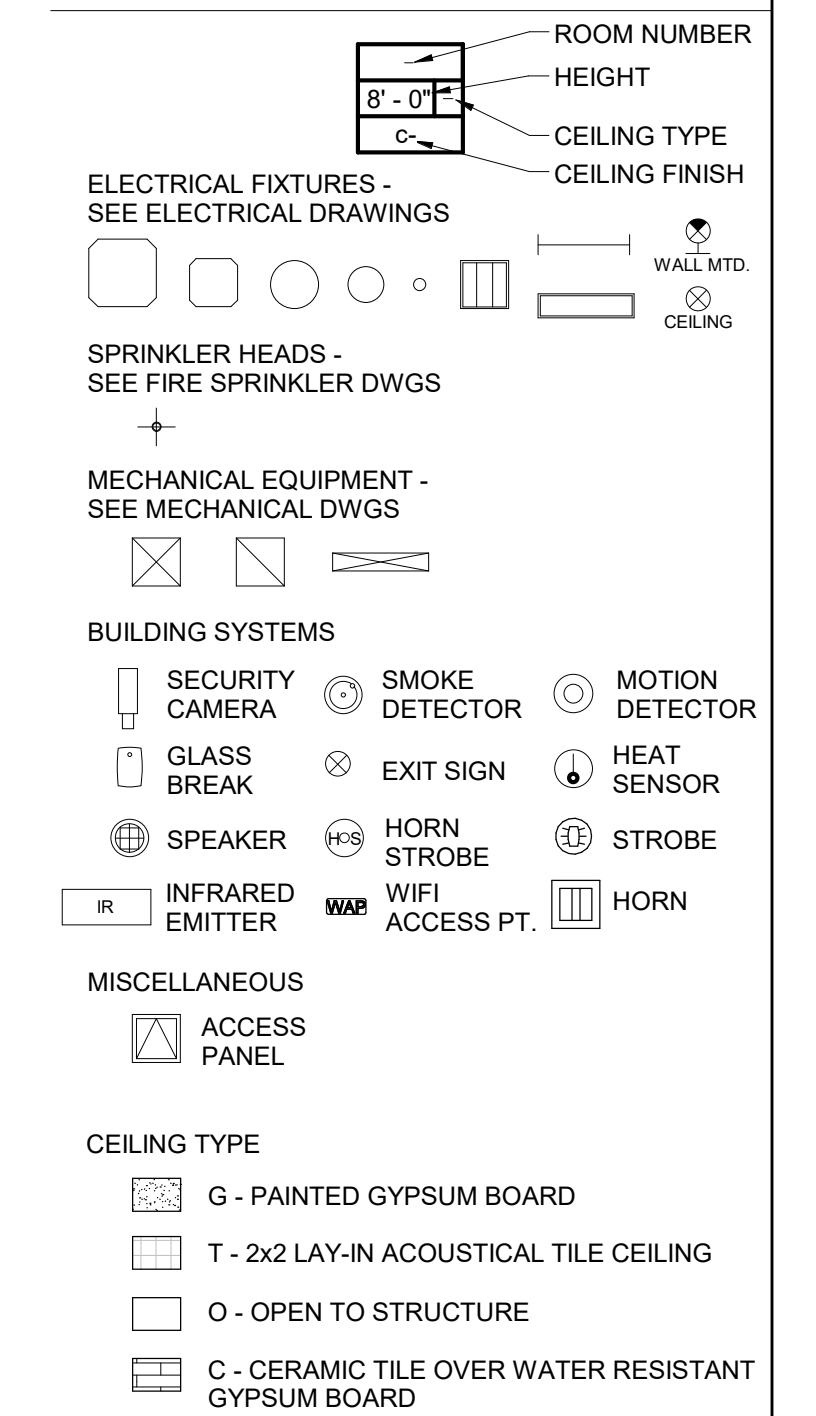 ROOM NUMBER
HEIGHT
8' - 0"
CEILING TYPE
c-
CEILING FINISH
ELECTRICAL FIXTURES -
SEE ELECTRICAL DRAWINGS
WALL MTD.
CEILING
SPRINKLER HEADS -
SEE FIRE SPRINKLER DWGS
MECHANICAL EQUIPMENT -
SEE MECHANICAL DWGS
BUILDING SYSTEMS
SECURITY
CAMERA
SMOKE
DETECTOR
MOTION
DETECTOR
GLASS
BREAK
EXIT SIGN
HEAT
SENSOR
SPEAKER
HOS
HORN
STROBE
STROBE
IR
INFRARED
EMITTER
WAP
WIFI
ACCESS PT.
HORN
MISCELLANEOUS
ACCESS
PANEL
CEILING TYPE
G - PAINTED GYPSUM BOARD
T - 2x2 LAY-IN ACOUSTICAL TILE CEILING
O - OPEN TO STRUCTURE
C - CERAMIC TILE OVER WATER RESISTANT
GYPSUM BOARD